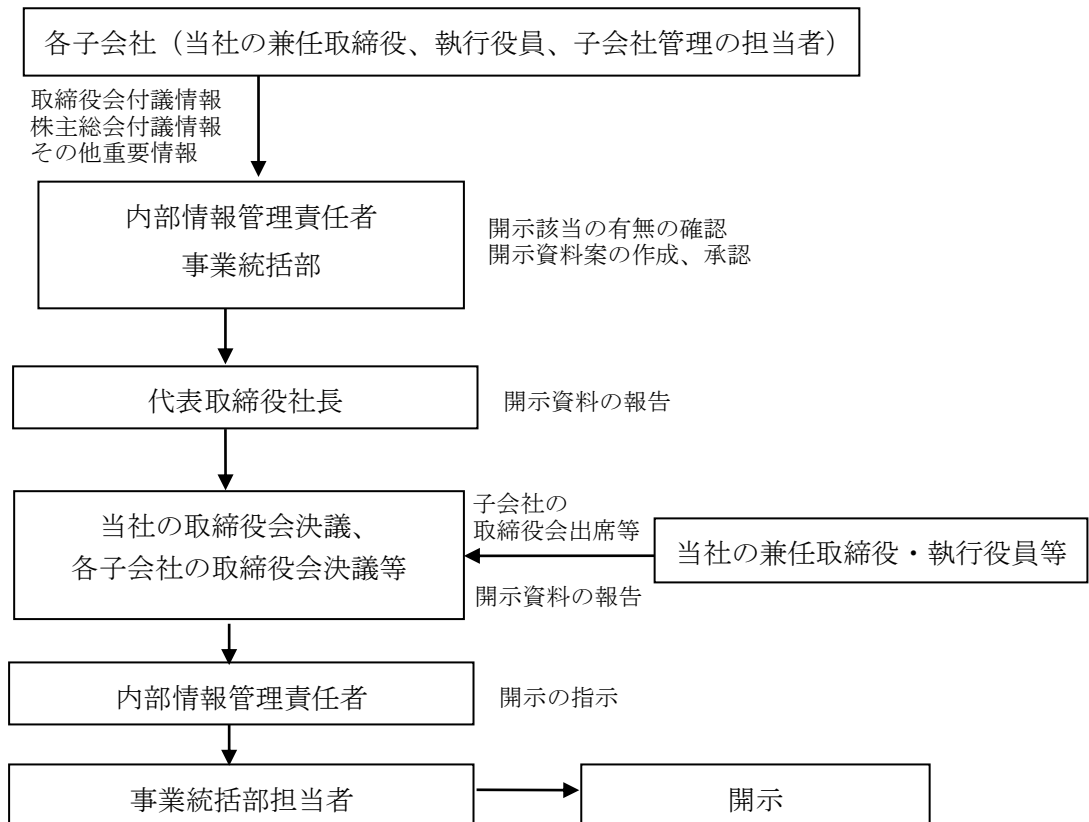 各子会社（当社の兼任取締役、執行役員、子会社管理の担当者）
取締役会付議情報
株主総会付議情報
その他重要情報
内部情報管理責任者
事業統括部
開示該当の有無の確認
開示資料案の作成、承認
代表取締役社長
開示資料の報告
当社の取締役会決議、
各子会社の取締役会決議等
子会社の
取締役会出席等
開示資料の報告
当社の兼任取締役・執行役員等
内部情報管理責任者
開示の指示
事業統括部担当者
開示